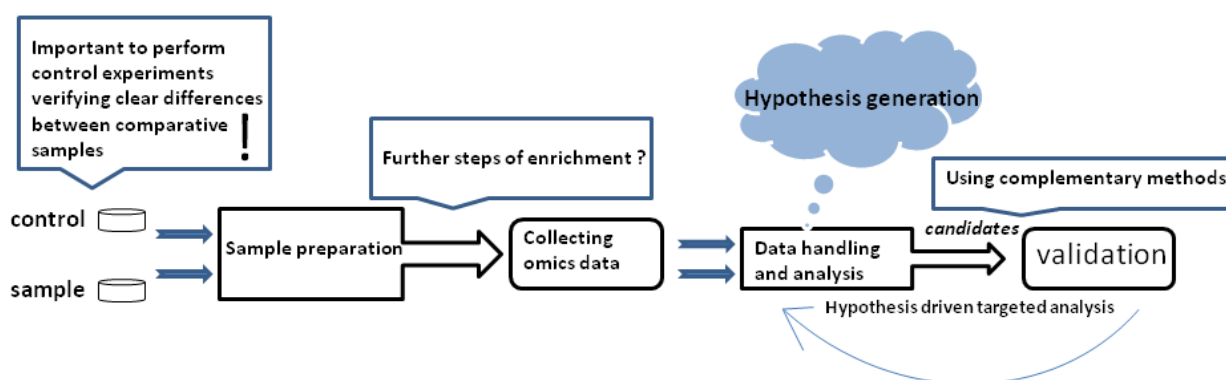 Important to perform
control experiments
verifying clear differences
between comparative
samples !
Further steps of enrichment ?
Hypothesis generation
Using complementary methods
control
sample
Sample preparation
Collecting
omics data
Data handling
and analysis
candidates
validation
Hypothesis driven targeted analysis